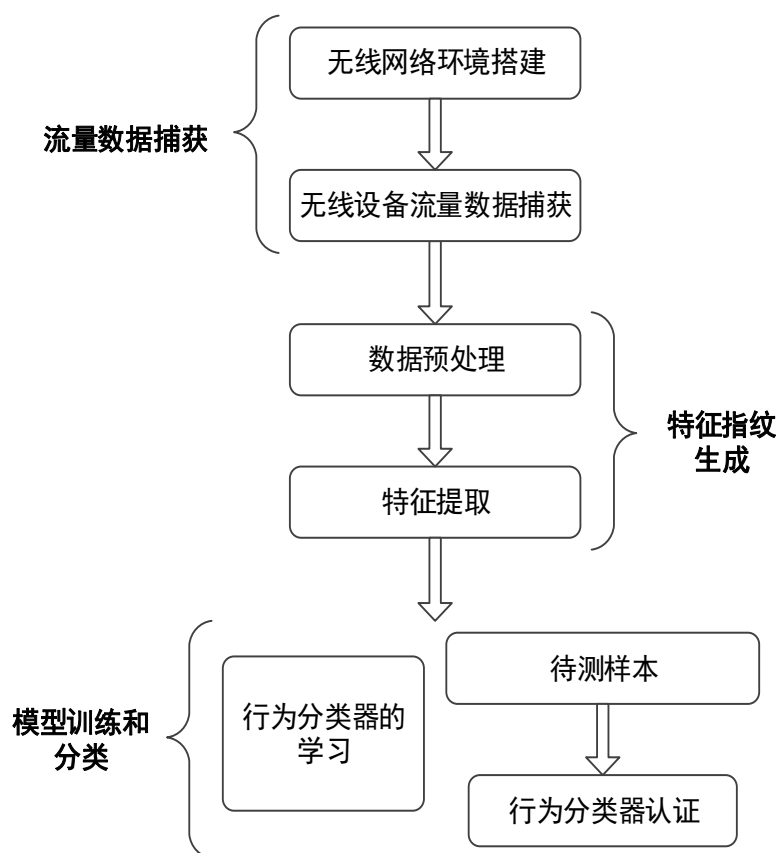 无线网络环境搭建
流量数据捕获
无线设备流量数据捕获
数据预处理
特征指纹
生成
特征提取
待测样本
行为分类器的
学习
模型训练和
分类
行为分类器认证